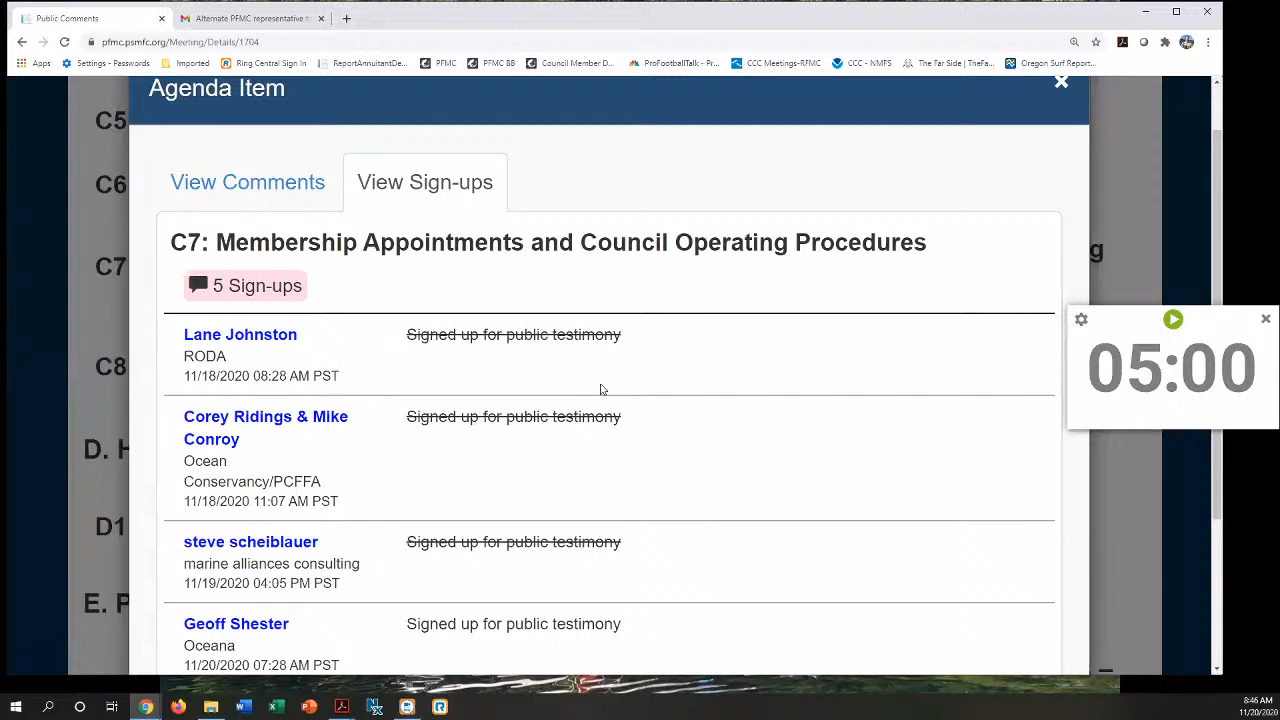 Public Comments
Alternate PFMC representative t
pfmc.psmfc.org/Meeting/Details/1704
Apps
Settings - Passwords
Imported
Ring Central Sign In
ReportAnnuitantDe...
PFMC
PFMC BB
Council Member D...
ProFootballTalk - Pr...
CCC Meetings-RFMC
CCC - NMFS
The Far Side (TheFa...
Oregon Surf Report...
Agenda Item
C5
C6
C7
C8
D. H
D1
E. P
g
View Comments
View Sign-ups
C7: Membership Appointments and Council Operating Procedures
5 Sign-ups
Lane Johnston Signed up for public testimony
RODA
11/18/2020 08:28 AM PST
Corey Ridings & Mike Signed up for public testimony
Conroy
Ocean
Conservancy/PCFFA
11/18/2020 11:07 AM PST
steve scheiblauer Signed up for public testimony
marine alliances consulting
11/19/2020 04:05 PM PST
Geoff Shester Signed up for public testimony
Oceana
11/20/2020 07:28 AM PST
05:00
8:46 AM
11/20/2020